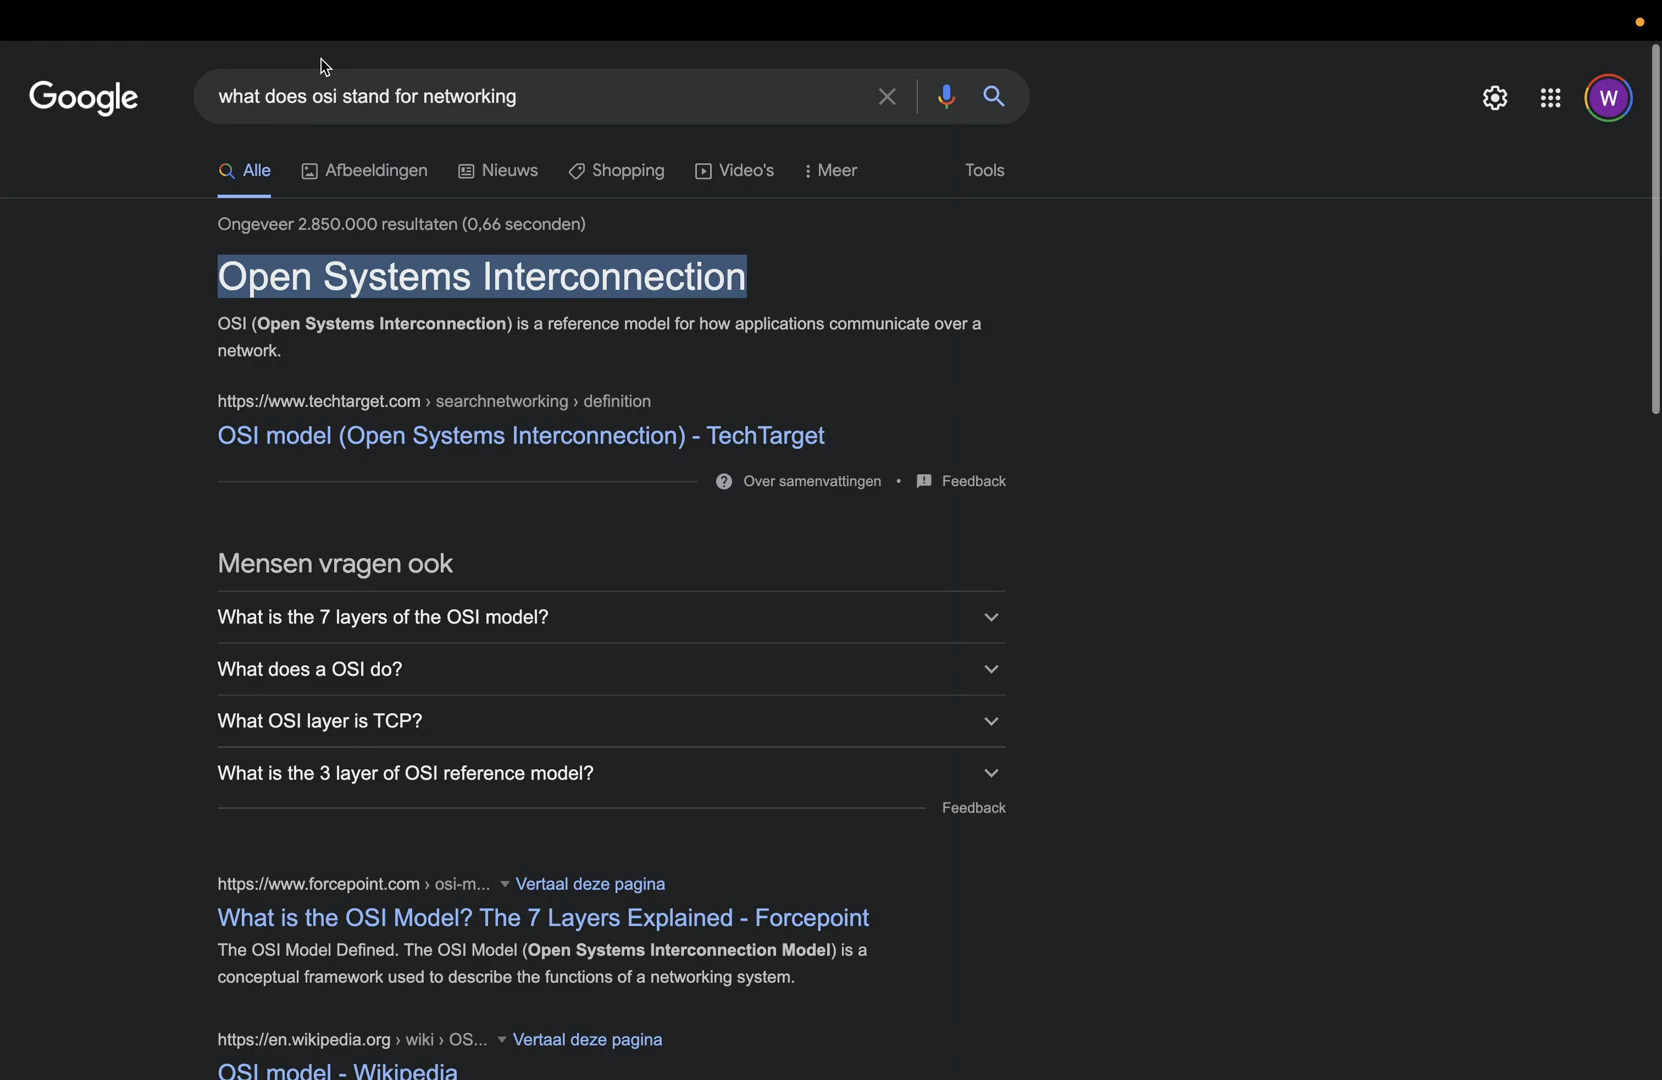 Google
what does osi stand for networking
W
Alle Afbeeldingen Nieuws Shopping Video's Meer Tools
Ongeveer 2.850.000 resultaten (0,66 seconden)
Open Systems Interconnection
OSI (Open Systems Interconnection) is a reference model for how applications communicate over a
network.
https://www.techtarget.com › searchnetworking › definition
OSI model (Open Systems Interconnection) - TechTarget
Over samenvattingen • Feedback
Mensen vragen ook
What is the 7 layers of the OSI model?
What does a OSI do?
What OSI layer is TCP?
What is the 3 layer of OSI reference model?
Feedback
https://www.forcepoint.com › osi-m... Vertaal deze pagina
What is the OSI Model? The 7 Layers Explained - Forcepoint
The OSI Model Defined. The OSI Model (Open Systems Interconnection Model) is a
conceptual framework used to describe the functions of a networking system.
https://en.wikipedia.org › wiki › OS... Vertaal deze pagina
OSI model - Wikipedia